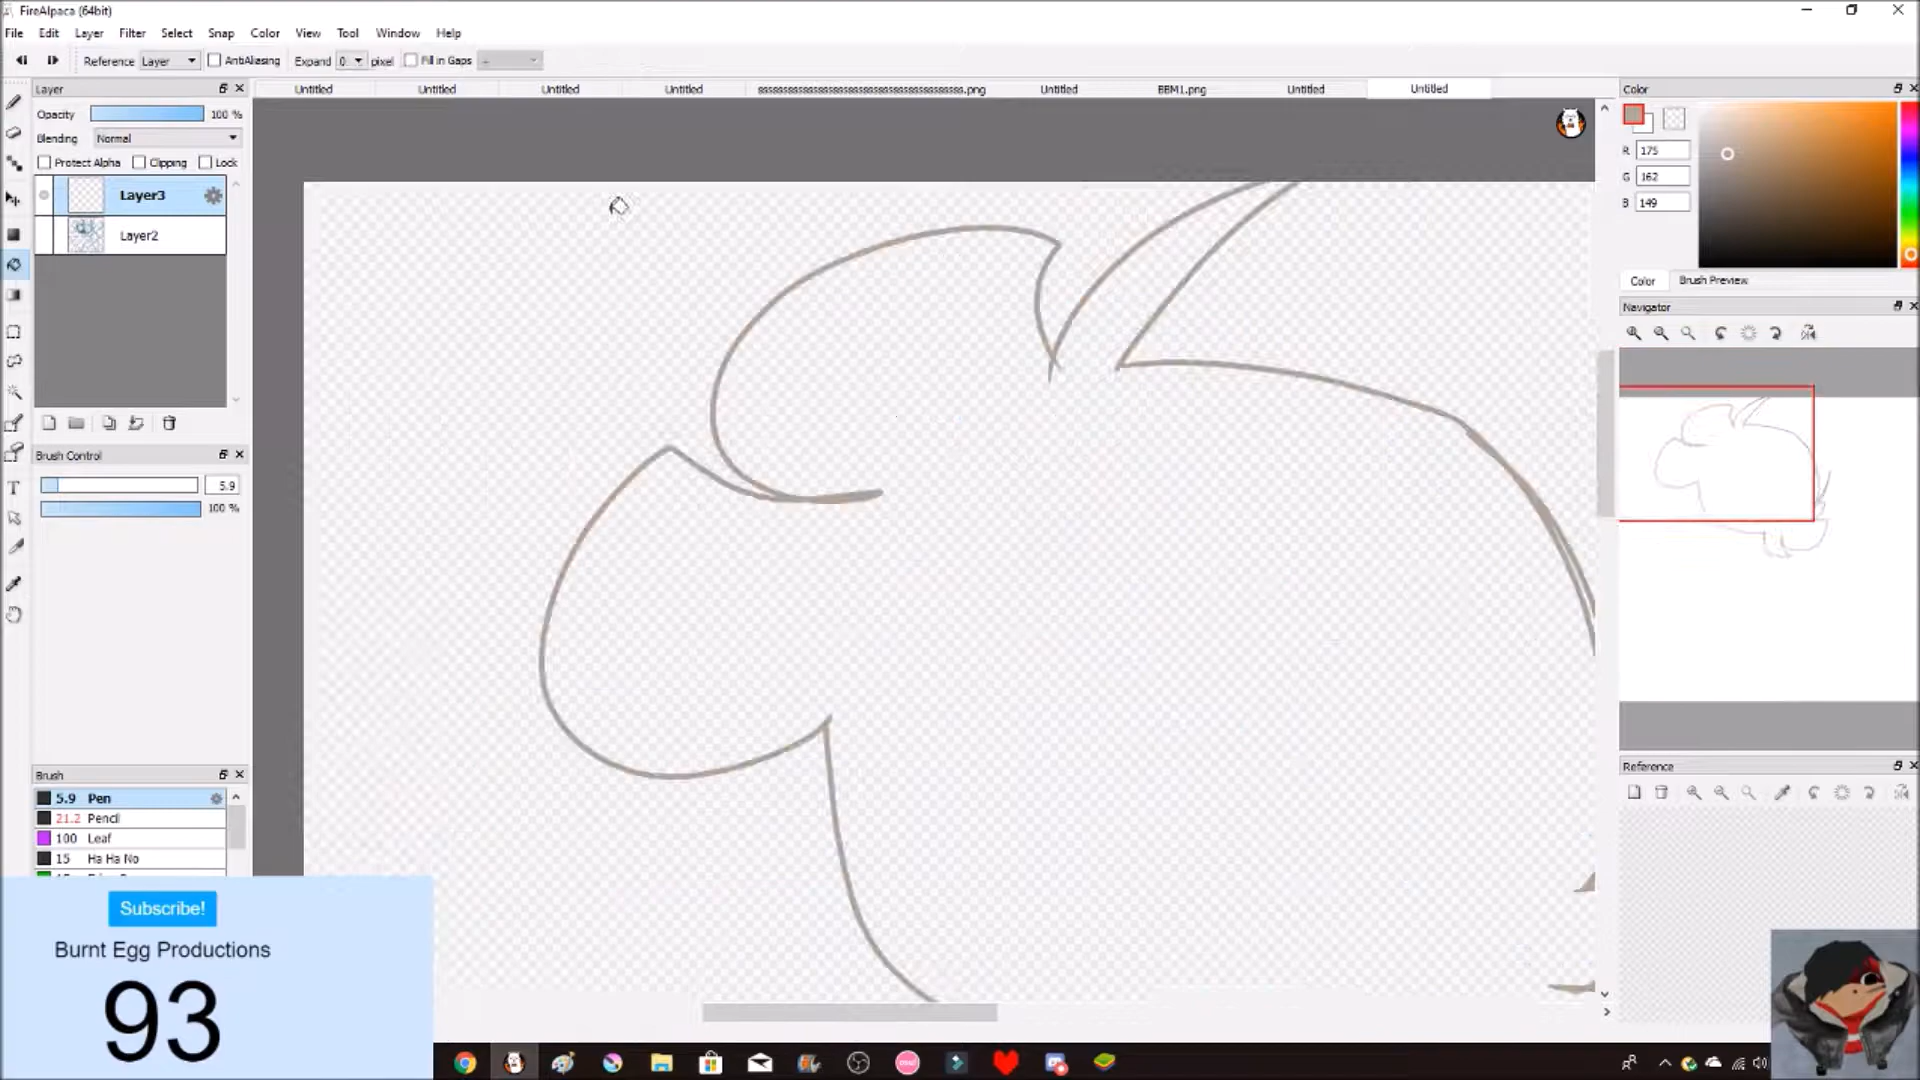 FireAlpaca (64bit)
File Edit Layer Filter Select Snap Color View Tool Window Help
Reference Layer AntiAliasing Expand 0 pixel Fill in Gaps
Layer
Untitled Untitled Untitled Untitled Untitled BBM1.png Untitled Untitled
Color
Opacity 100 %
Blending Normal
Protect Alpha Clipping Lock
R 175
G 162
B 149
Layer3
Layer2
Color Brush Preview
Navigator
Brush Control
5.9
100 %
Brush
5.9 Pen
21.2 Pencil
100 Leaf
15 Ha Ha No
Reference
Subscribe!
Burnt Egg Productions
93